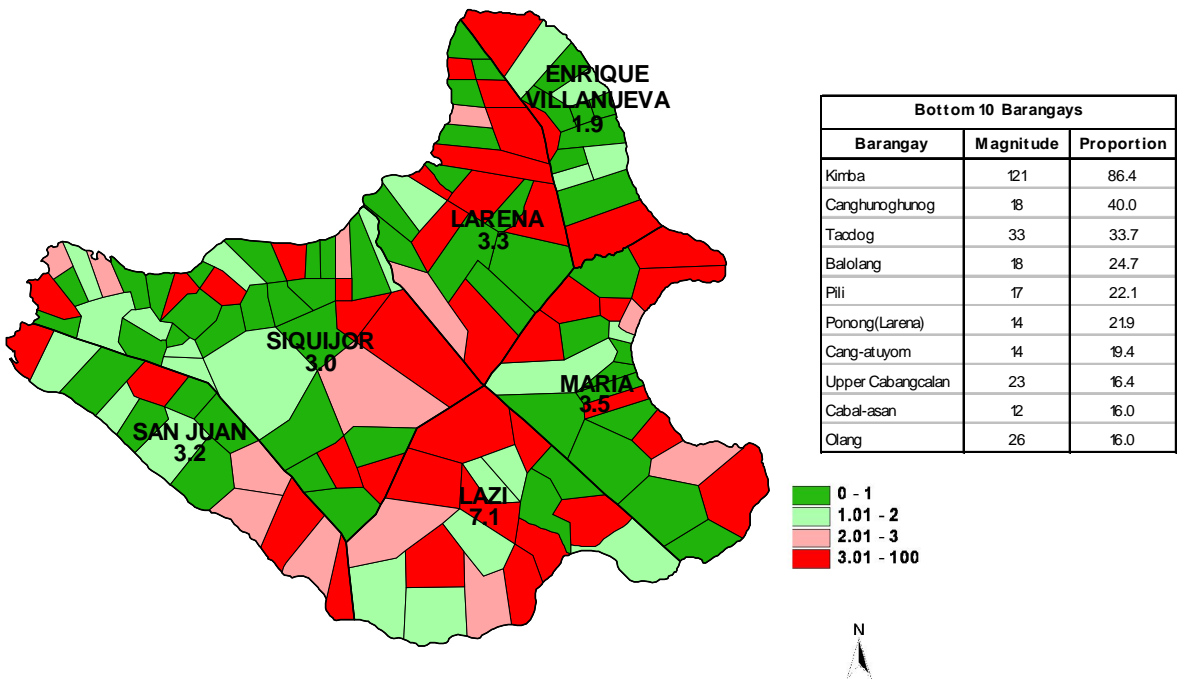 ENRIQUE
VILLANUEVA
1.9
LARENA
3.3
SIQUIJOR
3.0
MARIA
3.5
SAN JUAN
3.2
LAZI
7.1
Bottom 10 Barangays
Barangay Magnitude Proportion
Kimba 121 86.4
Canghunoghunog 18 40.0
Tacdog 33 33.7
Balolang 18 24.7
Pili 17 22.1
Ponong(Larena) 14 21.9
Cang-atuyom 14 19.4
Upper Cabangcalan 23 16.4
Cabal-asan 12 16.0
Olang 26 16.0
0 - 1
1.01 - 2
2.01 - 3
3.01 - 100
N